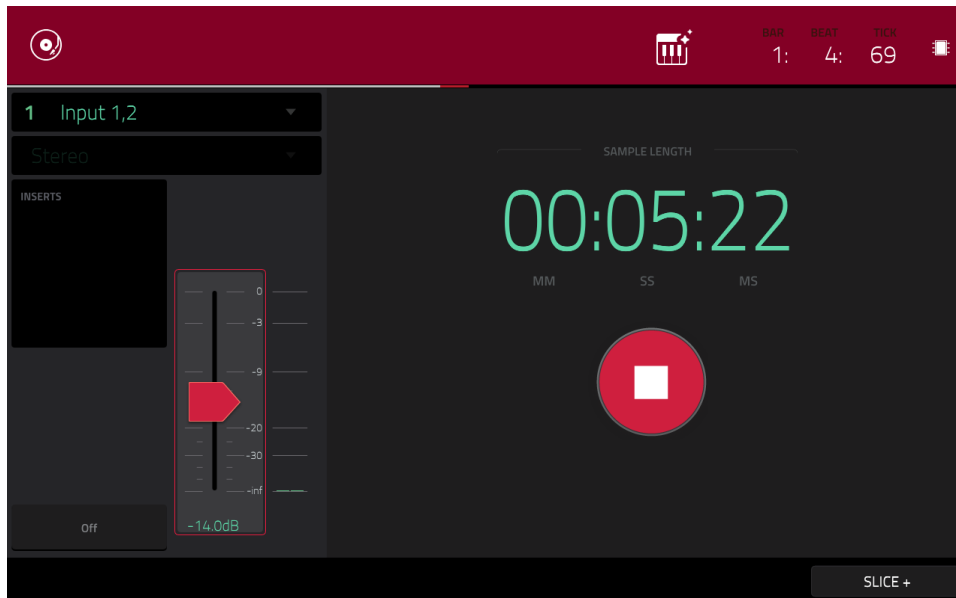 BAR BEAT TICK
1: 4: 69
1 Input 1,2
Stereo
SAMPLE LENGTH
INSERTS
00:05:22
MM SS MS
0
-3
-9
-20
-30
-inf
Off
-14.0dB
SLICE +